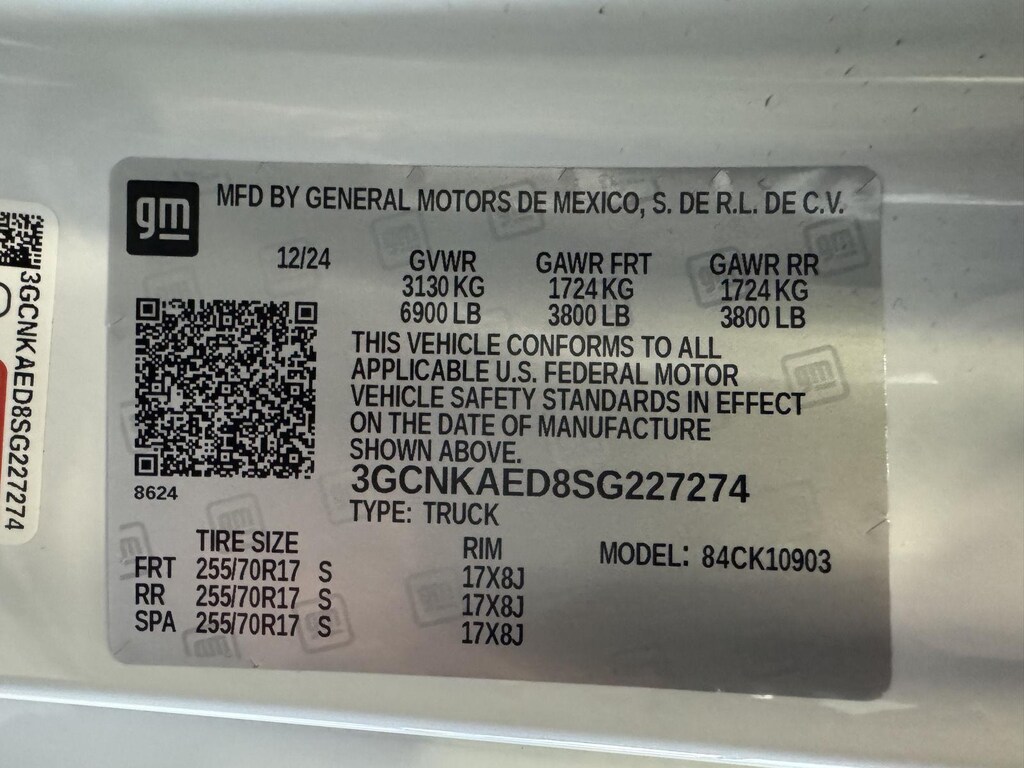 gm
MFD BY GENERAL MOTORS DE MEXICO, S. DE R.L. DE C.V.
12/24 GVWR GAWR FRT GAWR RR
3130 KG 1724 KG 1724 KG
6900 LB 3800 LB 3800 LB
THIS VEHICLE CONFORMS TO ALL
APPLICABLE U.S. FEDERAL MOTOR
VEHICLE SAFETY STANDARDS IN EFFECT
ON THE DATE OF MANUFACTURE
SHOWN ABOVE.
8624
3GCNKAED8SG227274
TYPE: TRUCK
TIRE SIZE RIM MODEL: 84CK10903
FRT 255/70R17 S 17X8J
RR 255/70R17 S 17X8J
SPA 255/70R17 S 17X8J
3GCNKAED8SG227274